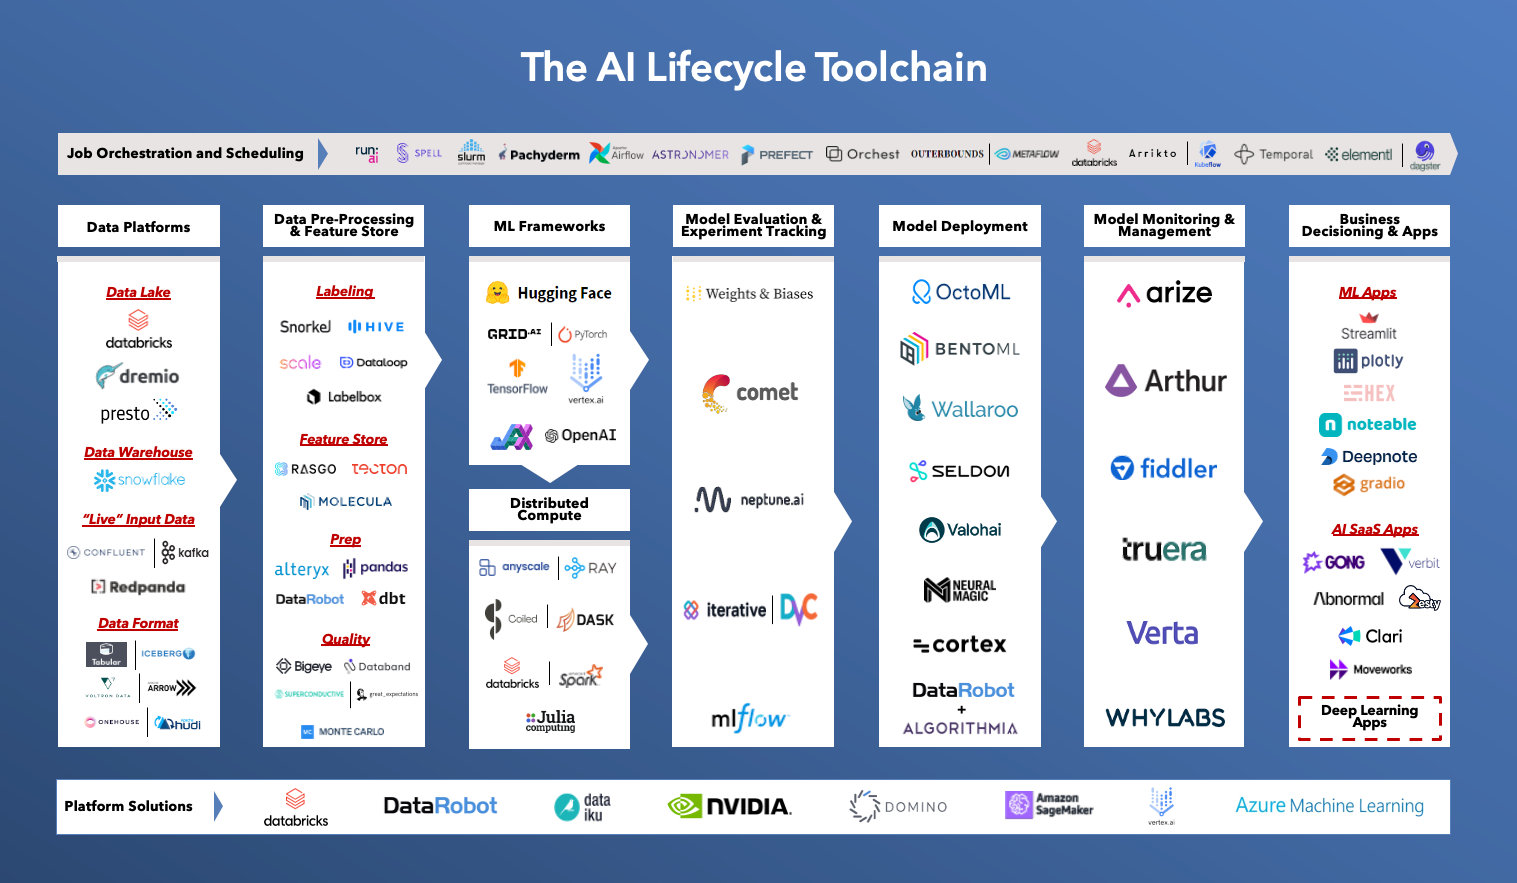 The AI Lifecycle Toolchain
Job Orchestration and Scheduling
run:
ai
SPELL
slurm
Pachyderm
Airflow
ASTRONOMER
PREFECT
Orchest
OUTERBOUNDS
METAFLOW
databricks
Arrikto
Kubeflow
Temporal
elementl
dagster
Data Platforms
Data Lake
databricks
dremio
presto
Data Warehouse
snowflake
“Live” Input Data
CONFLUENT
kafka
Redpanda
Data Format
Tabular
ICEBERG
VOLTRON DATA
ARROW
ONEHOUSE
hudi
Data Pre-Processing
& Feature Store
Labeling
Snorkel
HIVE
scale
Dataloop
Labelbox
Feature Store
RASGO
TECTON
MOLECULA
Prep
alteryx
pandas
DataRobot
dbt
Quality
Bigeye
Databand
SUPERCONDUCTIVE
great_expectations
MC
MONTE CARLO
ML Frameworks
Hugging Face
GRID.AI
PyTorch
TensorFlow
vertex.ai
JAX
OpenAI
Distributed
Compute
anyscale
RAY
Coiled
DASK
databricks
Spark
Julia
computing
Model Evaluation &
Experiment Tracking
Weights & Biases
comet
neptune.ai
iterative
DVC
mlflow
Model Deployment
OctoML
BENTOML
Wallaroo
SELDON
Valohai
NEURAL
MAGIC
cortex
DataRobot
+
ALGORITHMIA
Model Monitoring &
Management
arize
Arthur
fiddler
truera
Verta
WHYLABS
Business
Decisioning & Apps
ML Apps
Streamlit
plotly
HEX
noteable
Deepnote
gradio
AI SaaS Apps
GONG
verbit
Abnormal
Zesty
Clari
Moveworks
Deep Learning
Apps
Platform Solutions
databricks
DataRobot
data
iku
NVIDIA.
DOMINO
Amazon
SageMaker
vertex.ai
Azure Machine Learning